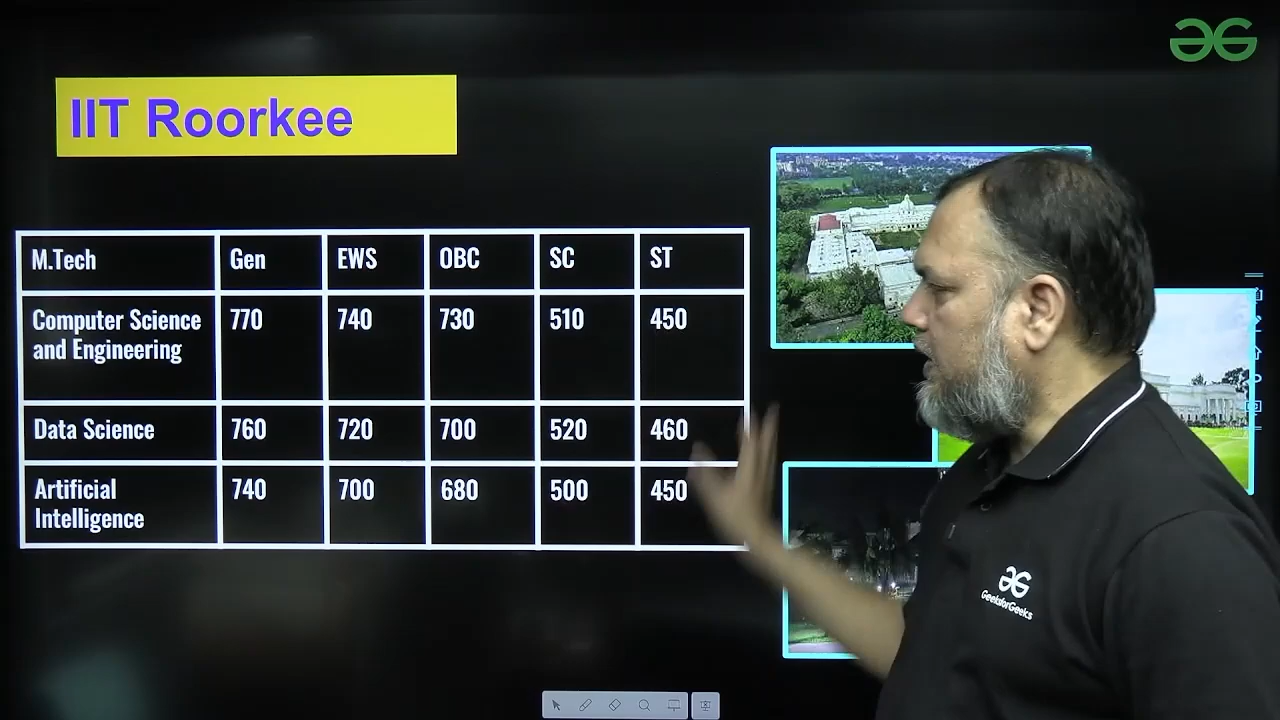 IIT Roorkee
M.Tech Gen EWS OBC SC ST
Computer Science 770 740 730 510 450
and Engineering
Data Science 760 720 700 520 460
Artificial 740 700 680 500 450
Intelligence
GeeksforGeeks